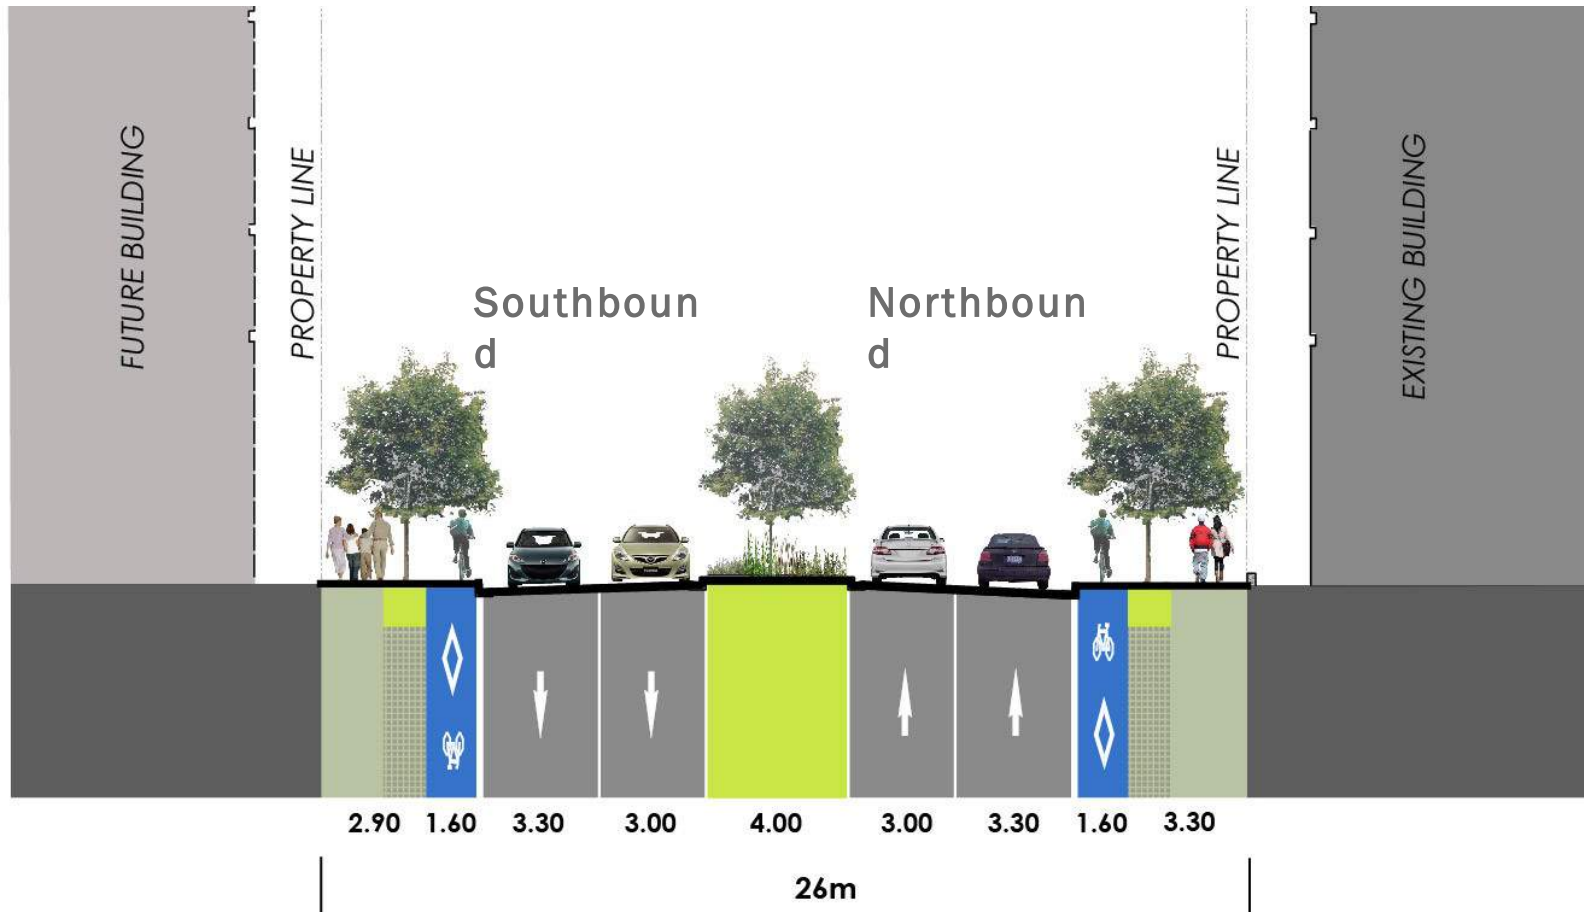 FUTURE BUILDING
PROPERTY LINE
Southboun
d
Northboun
d
PROPERTY LINE
EXISTING BUILDING
2.90 1.60 3.30 3.00 4.00 3.00 3.30 1.60 3.30
26m